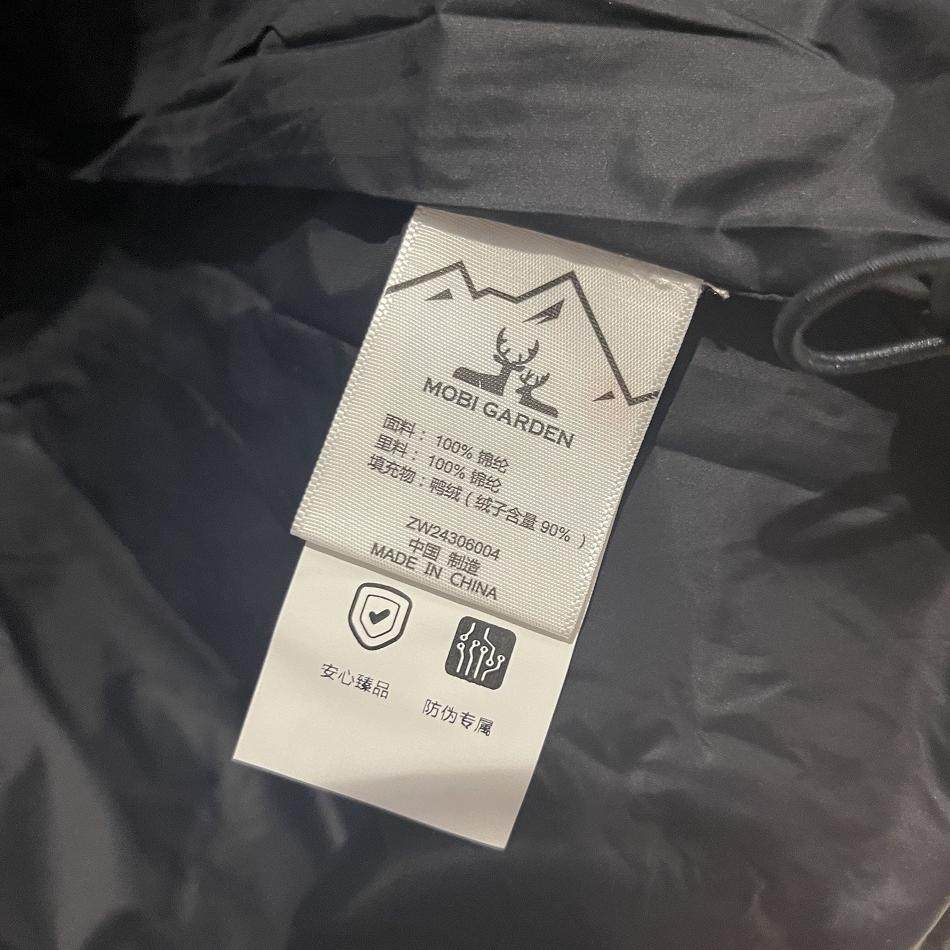 MOBI GARDEN
面料：100% 锦纶
里料：100% 锦纶
填充物：鸭绒（绒子含量 90% ）
ZW24306004
中国 制造
MADE IN CHINA
安心臻品
防伪专属